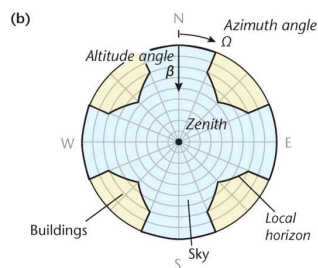 (b)
N
Azimuth angle
Ω
Altitude angle
β
Zenith
W
E
Buildings
Sky
Local
horizon
S